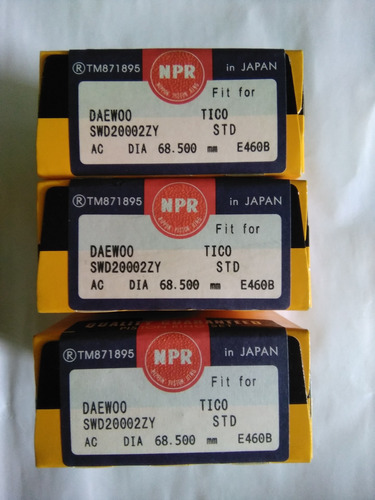 ®TM871895 NPR in JAPAN
NIPPON PISTON RING
Fit for
DAEWOO TICO
SWD20002ZY STD
AC DIA 68.500 mm E460B
®TM871895 NPR in JAPAN
NIPPON PISTON RING
Fit for
DAEWOO TICO
SWD20002ZY STD
AC DIA 68.500 mm E460B
QUALITY GUARANTEED
®TM871895 NPR in JAPAN
NIPPON PISTON RING
Fit for
DAEWOO TICO
SWD20002ZY STD
AC DIA 68.500 mm E460B